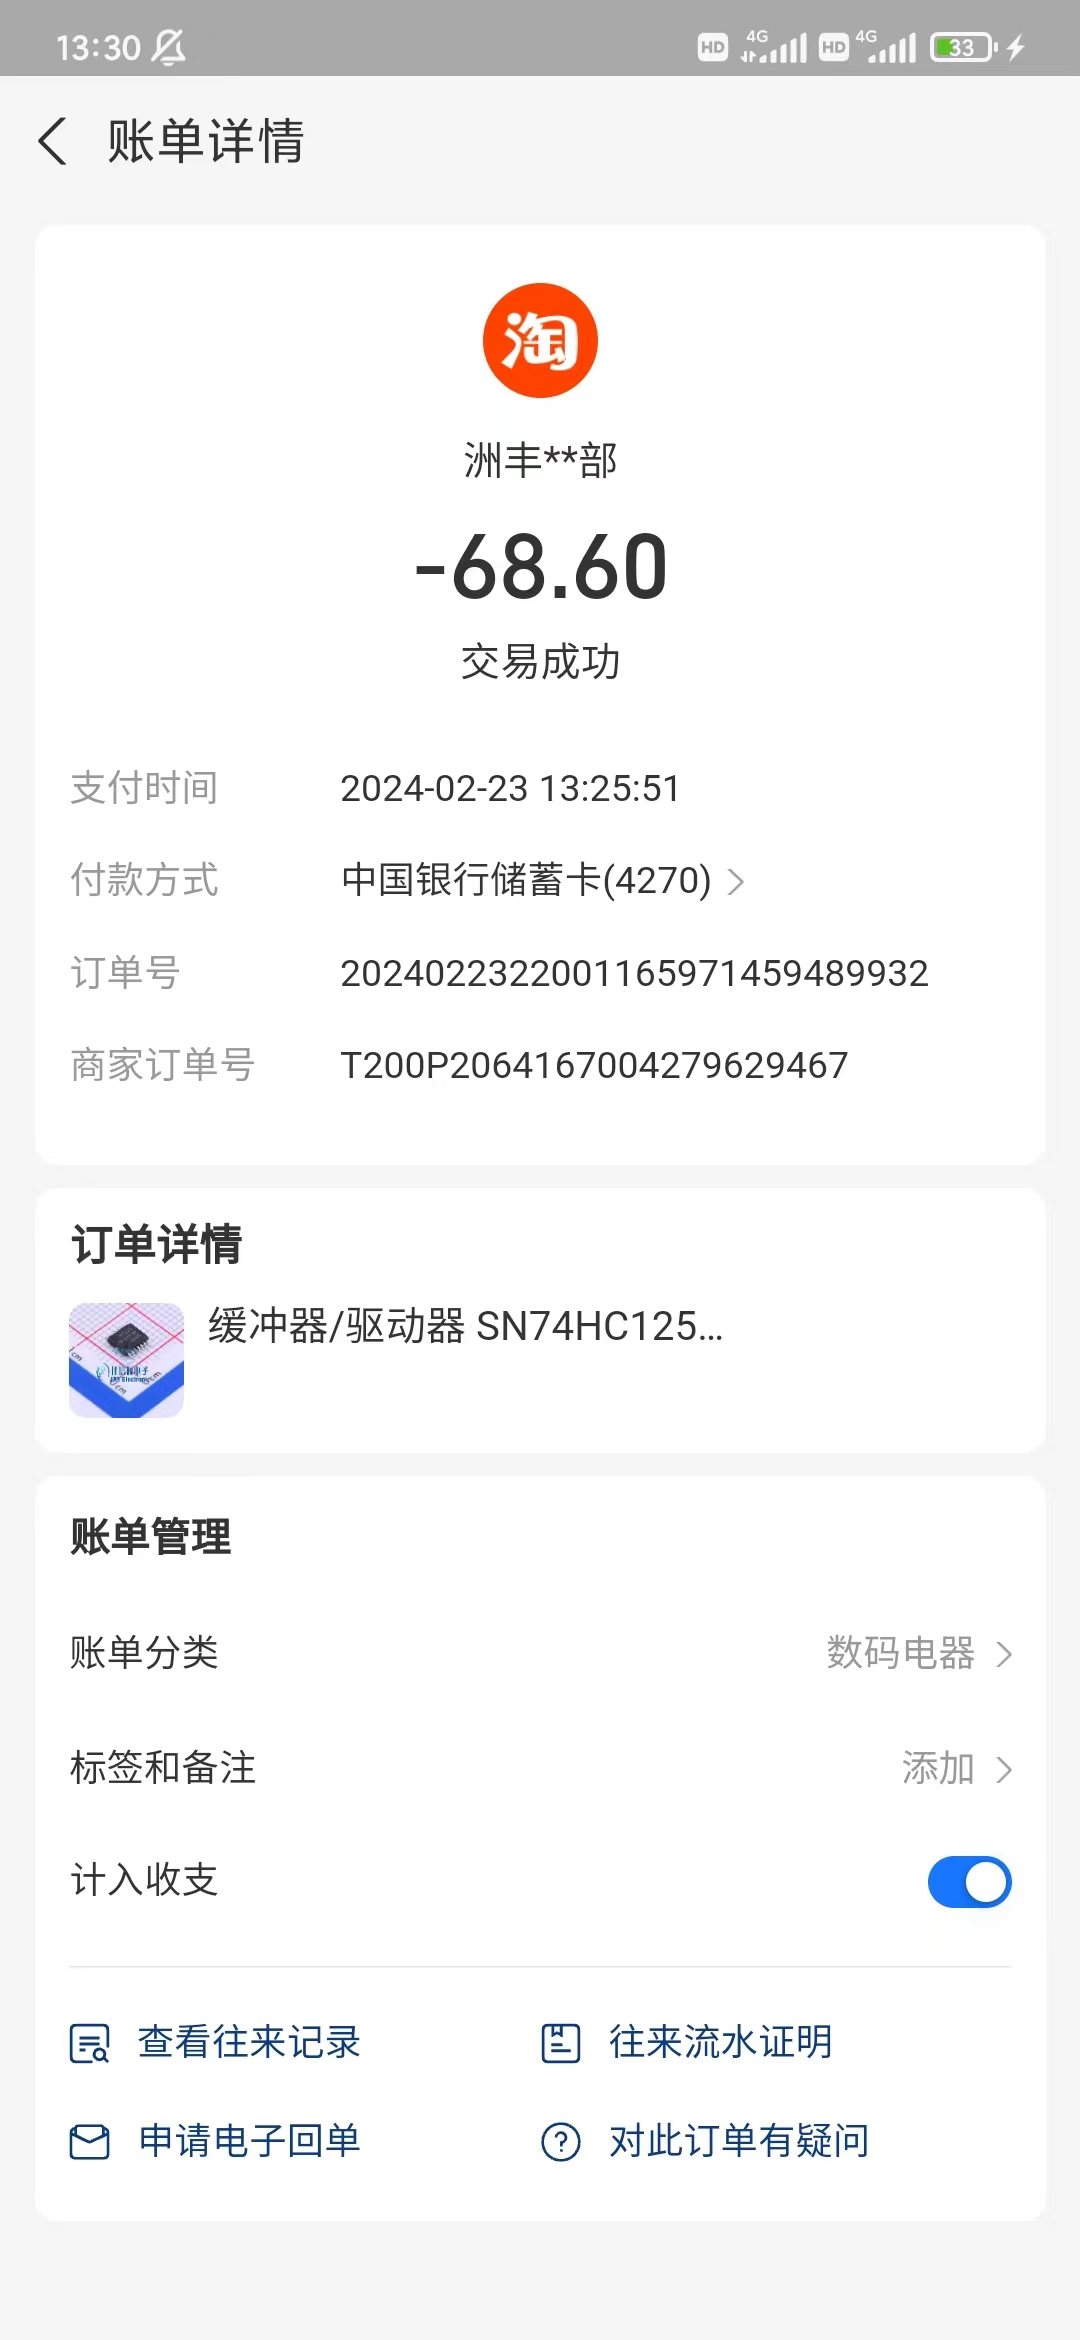 13:30
HD 4G HD 4G 33
账单详情
淘
洲丰**部
-68.60
交易成功
支付时间 2024-02-23 13:25:51
付款方式 中国银行储蓄卡(4270)
订单号 2024022322001165971459489932
商家订单号 T200P2064167004279629467
订单详情
缓冲器/驱动器 SN74HC125...
账单管理
账单分类 数码电器
标签和备注 添加
计入收支
查看往来记录 往来流水证明
申请电子回单 对此订单有疑问